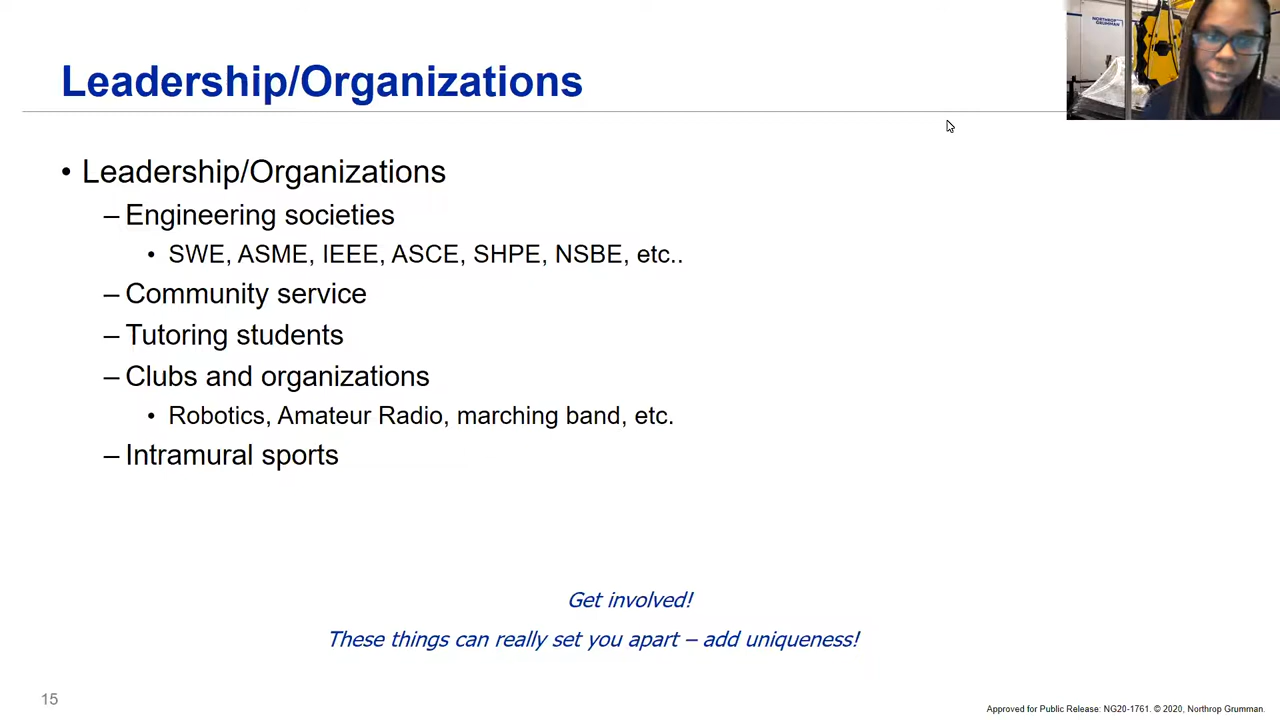 NORTHROP
GRUMMAN
Leadership/Organizations
• Leadership/Organizations
– Engineering societies
• SWE, ASME, IEEE, ASCE, SHPE, NSBE, etc..
– Community service
– Tutoring students
– Clubs and organizations
• Robotics, Amateur Radio, marching band, etc.
– Intramural sports
Get involved!
These things can really set you apart – add uniqueness!
15
Approved for Public Release: NG20-1761. © 2020, Northrop Grumman.